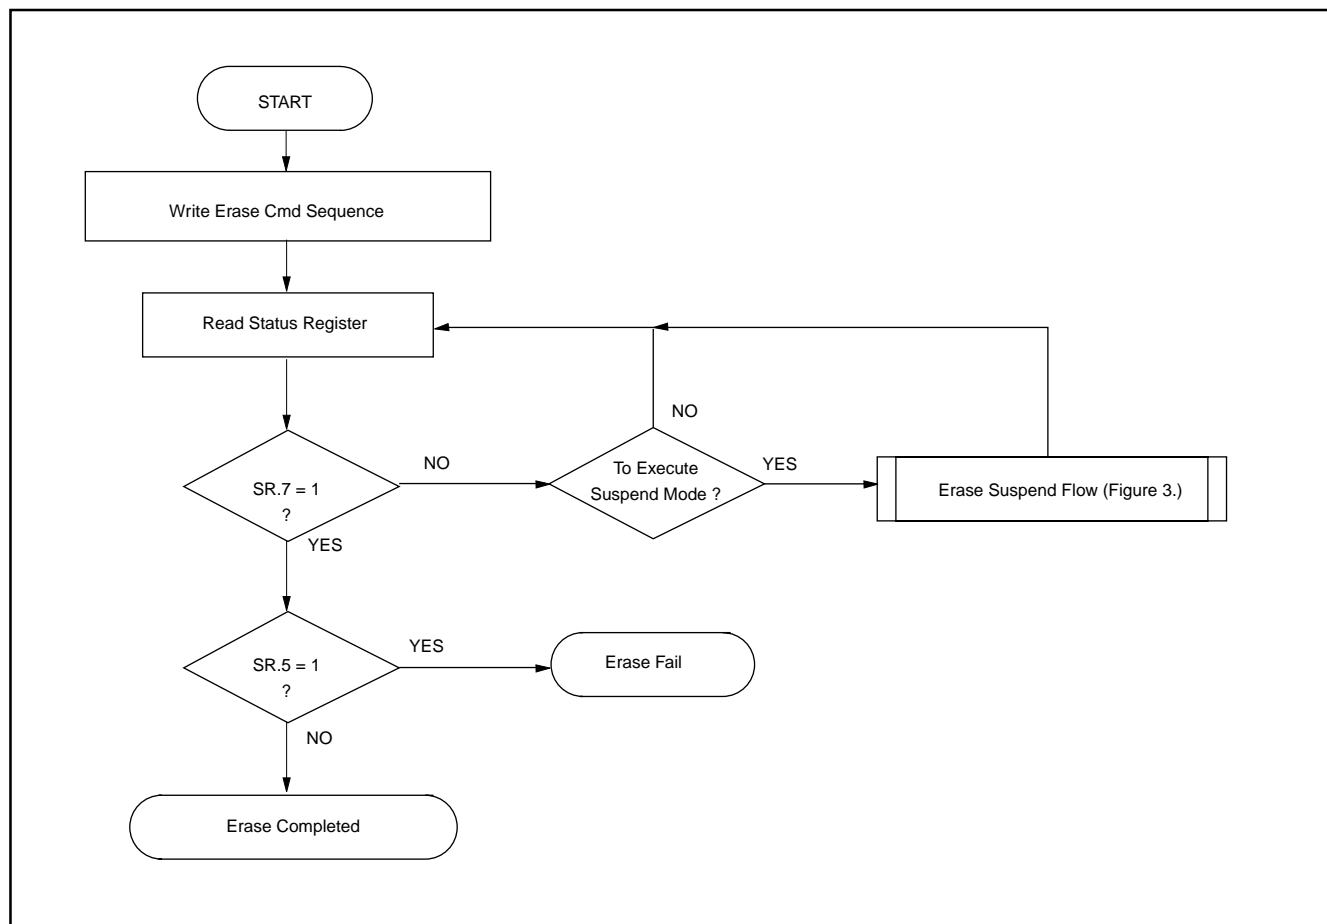 START
Write Erase Cmd Sequence
Read Status Register
NO
NO
To Execute
Suspend Mode ?
YES
Erase Suspend Flow (Figure 3.)
SR.7 = 1
?
YES
YES
SR.5 = 1
?
Erase Fail
NO
Erase Completed